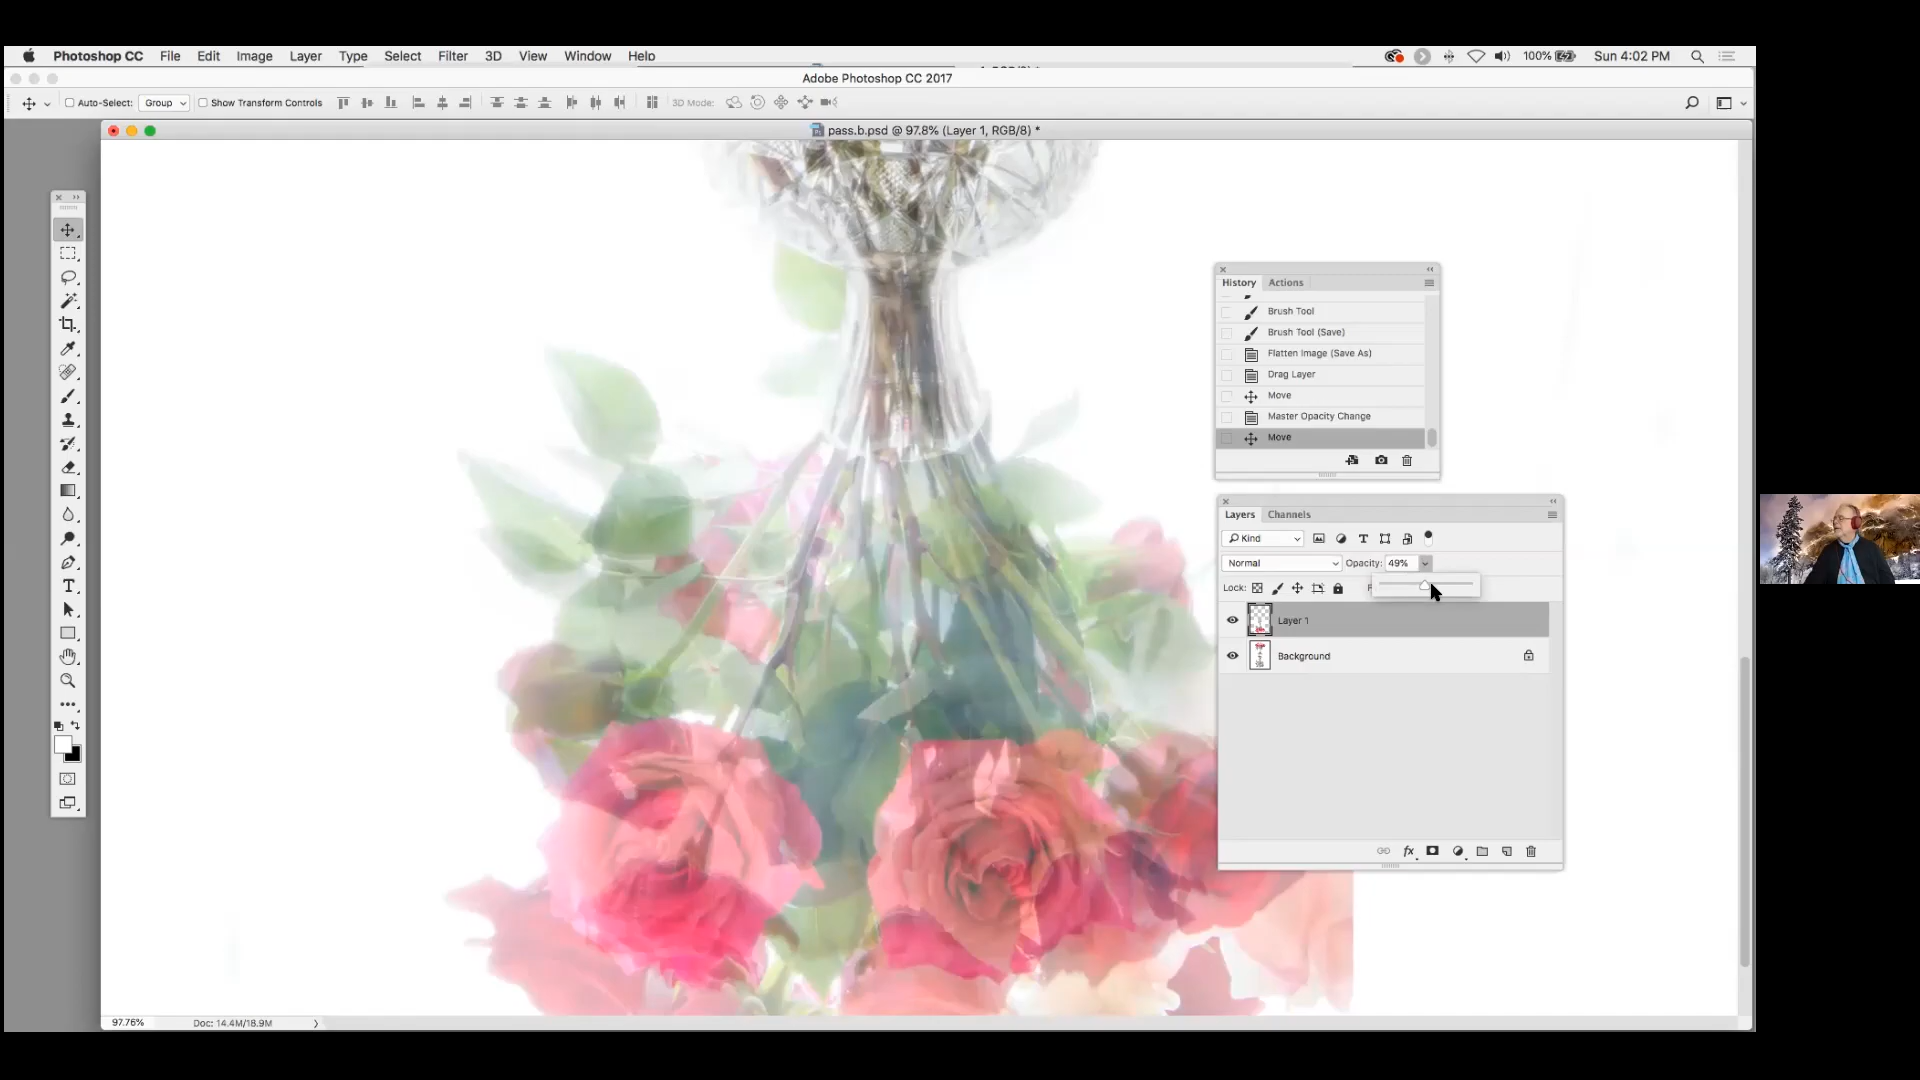 Photoshop CC File Edit Image Layer Type Select Filter 3D View Window Help 100% Sun 4:02 PM
Adobe Photoshop CC 2017
Auto-Select: Group Show Transform Controls 3D Mode:
pass.b.psd @ 97.8% (Layer 1, RGB/8) *
History Actions
Brush Tool
Brush Tool (Save)
Flatten Image (Save As)
Drag Layer
Move
Master Opacity Change
Move
Layers Channels
Kind
Normal Opacity: 49%
Lock:
Layer 1
Background
97.76% Doc: 14.4M/18.9M